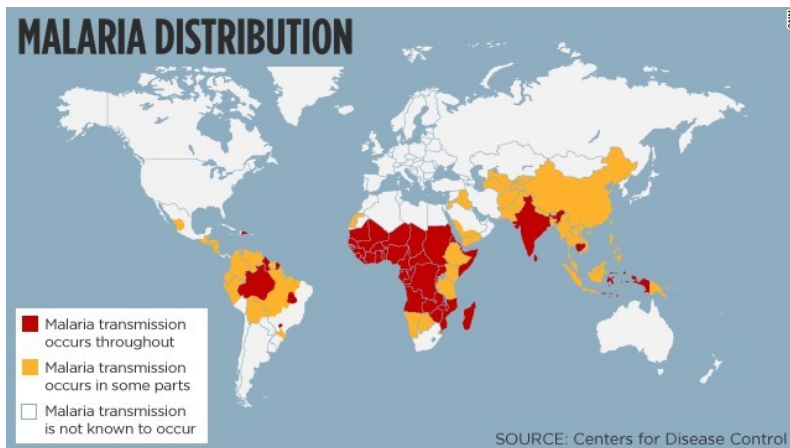 MALARIA DISTRIBUTION
CNN
Malaria transmission
occurs throughout
Malaria transmission
occurs in some parts
Malaria transmission
is not known to occur
SOURCE: Centers for Disease Control